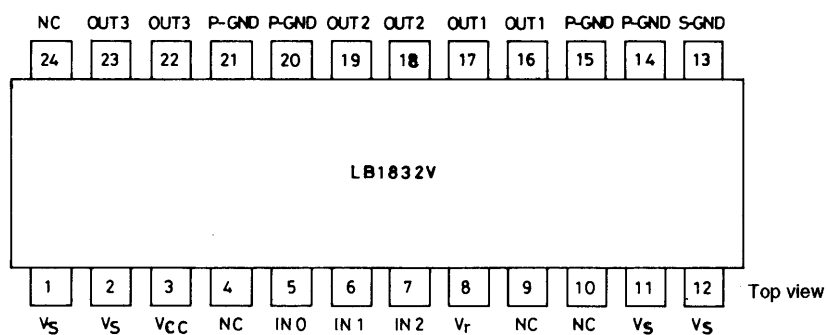 NC OUT3 OUT3 P-GND P-GND OUT2 OUT2 OUT1 OUT1 P-GND P-GND S-GND
24 23 22 21 20 19 18 17 16 15 14 13
LB1832V
1 2 3 4 5 6 7 8 9 10 11 12 Top view
VS VS VCC NC IN0 IN1 IN2 Vr NC NC VS VS